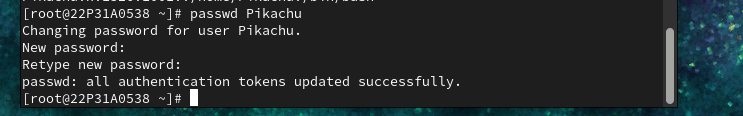 [root@22P31A0538 ~]# passwd Pikachu
Changing password for user Pikachu.
New password:
Retype new password:
passwd: all authentication tokens updated successfully.
[root@22P31A0538 ~]#